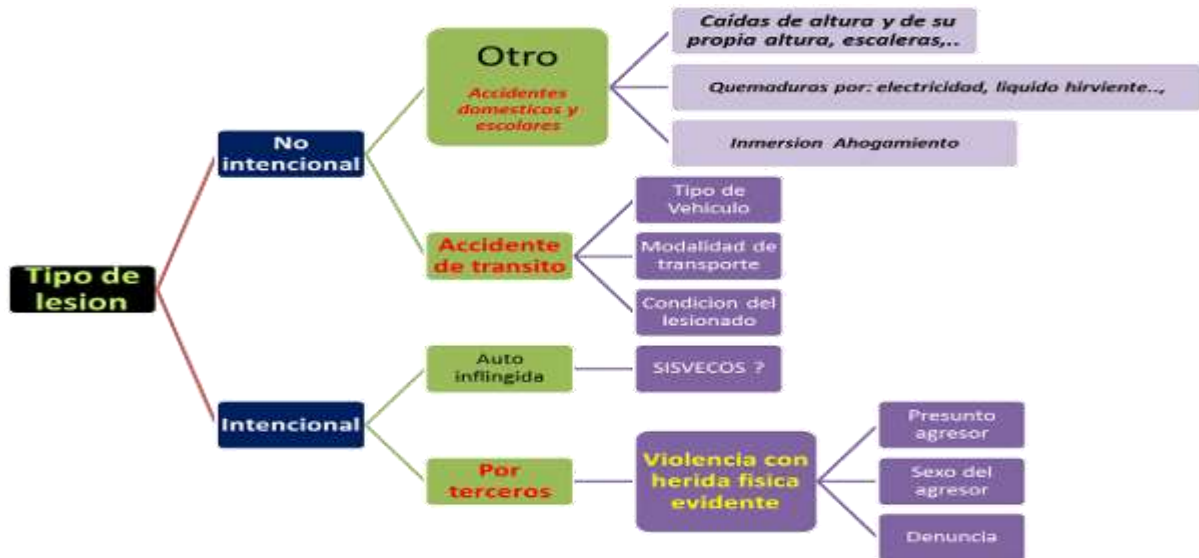 Tipo de
lesion
No
intencional
Otro
Accidentes
domesticos y
escolares
Caídas de altura y de su
propia altura, escaleras,..
Quemaduras por: electricidad, liquido hirviente..,
Inmersion Ahogamiento
Accidente
de transito
Tipo de
Vehiculo
Modalidad de
transporte
Condicion del
lesionado
Intencional
Auto
inflingida
SISVECOS ?
Por
terceros
Violencia con
herida fisica
evidente
Presunto
agresor
Sexo del
agresor
Denuncia